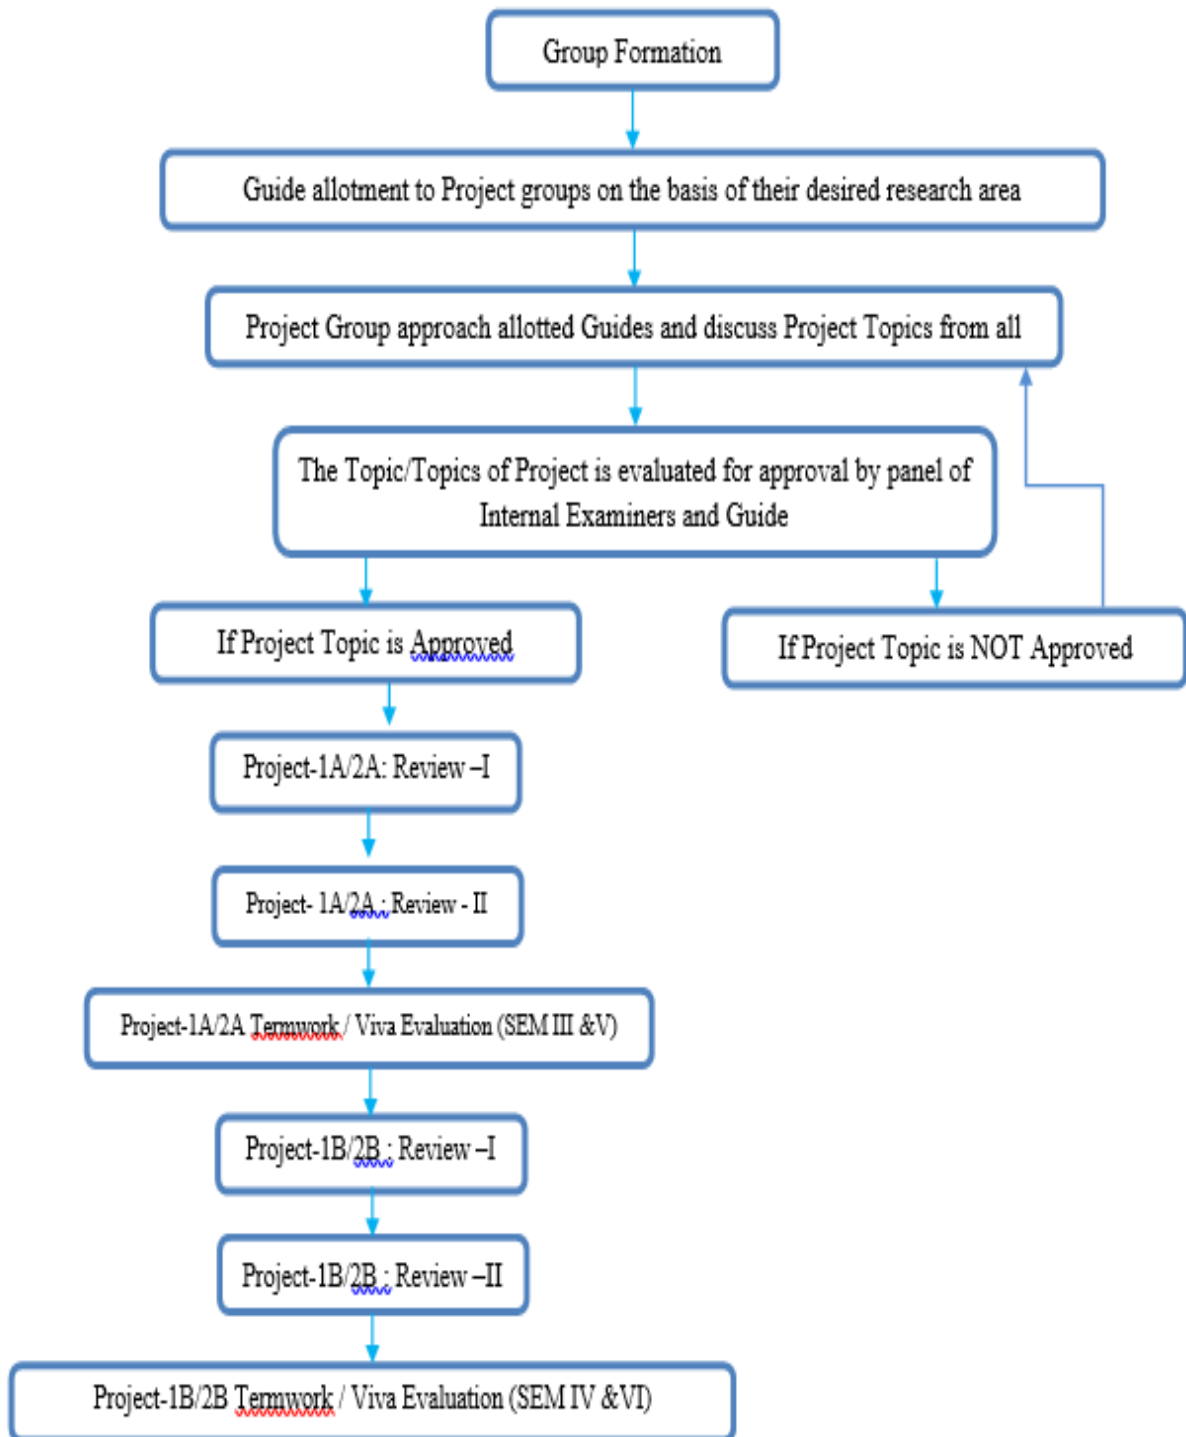 Group Formation
Guide allotment to Project groups on the basis of their desired research area
Project Group approach allotted Guides and discuss Project Topics from all
The Topic/Topics of Project is evaluated for approval by panel of
Internal Examiners and Guide
If Project Topic is Approved
If Project Topic is NOT Approved
Project-1A/2A: Review –I
Project- 1A/2A : Review - II
Project-1A/2A Termwork / Viva Evaluation (SEM III &V)
Project-1B/2B : Review –I
Project-1B/2B : Review –II
Project-1B/2B Termwork / Viva Evaluation (SEM IV &VI)